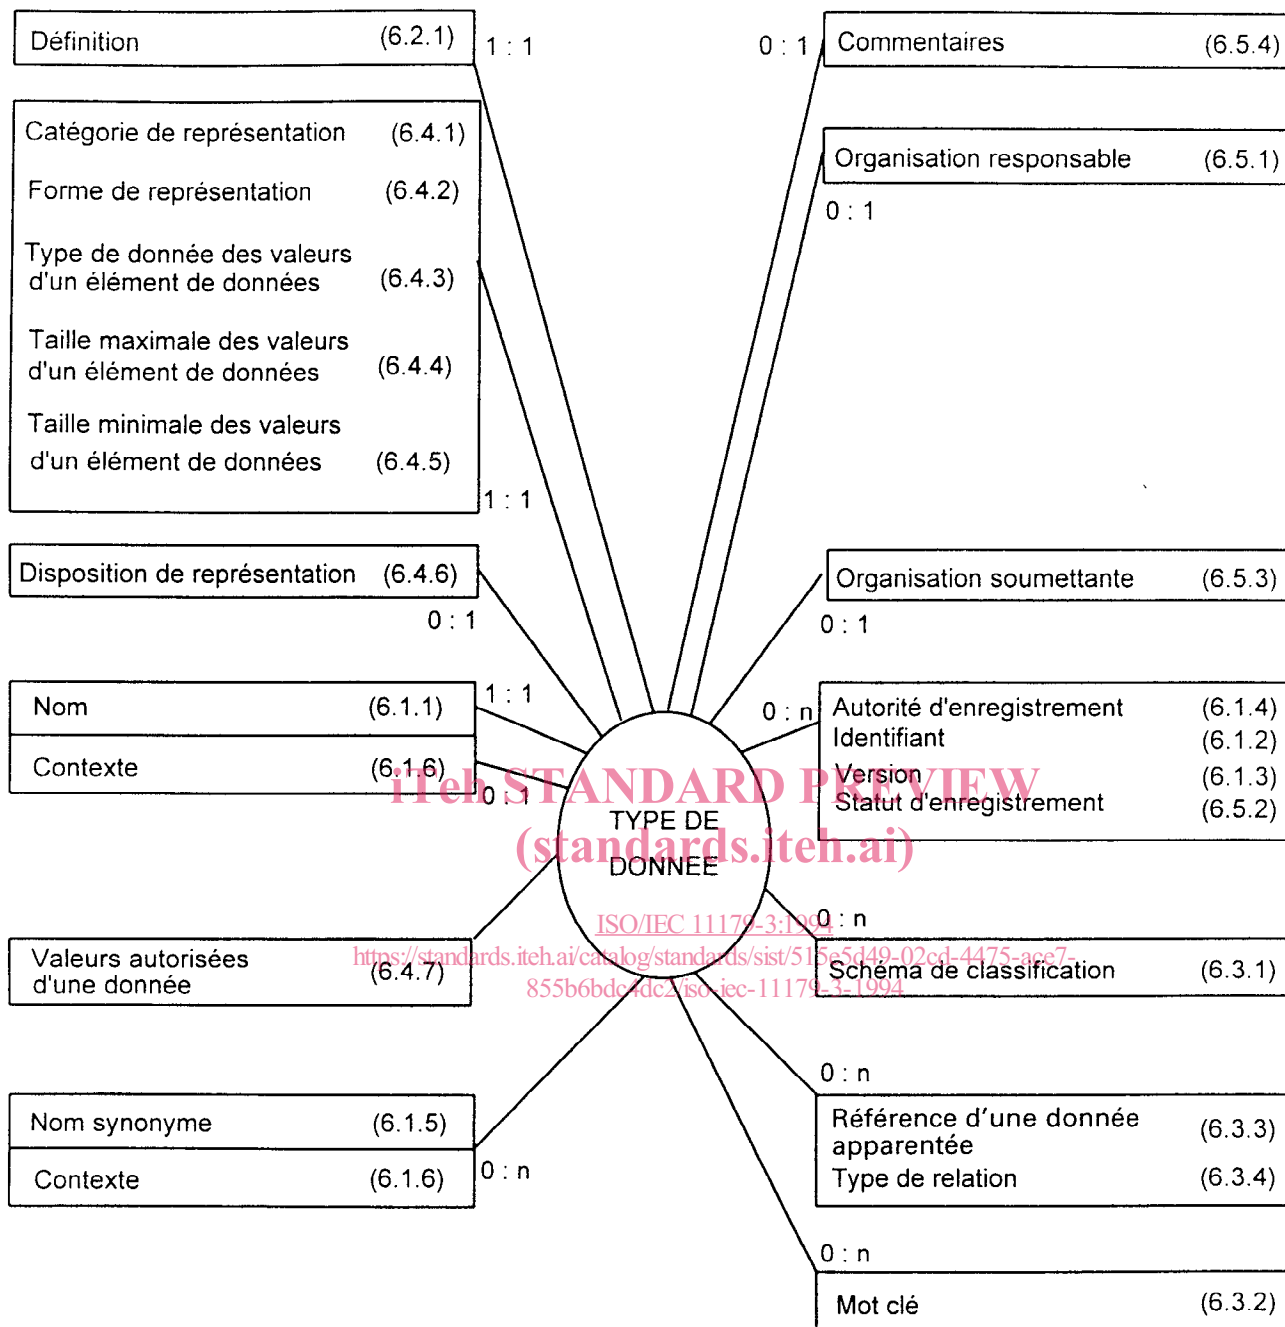 Définition (6.2.1)
1 : 1
Catégorie de représentation (6.4.1)
Forme de représentation (6.4.2)
Type de donnée des valeurs
d'un élément de données (6.4.3)
Taille maximale des valeurs
d'un élément de données (6.4.4)
Taille minimale des valeurs
d'un élément de données (6.4.5)
1 : 1
Disposition de représentation (6.4.6)
0 : 1
Nom (6.1.1)
1 : 1
Contexte (6.1.6)
0 : 1
Valeurs autorisées
d'une donnée (6.4.7)
Nom synonyme (6.1.5)
Contexte (6.1.6)
0 : n
TYPE DE
DONNEE
0 : 1
Commentaires (6.5.4)
Organisation responsable (6.5.1)
0 : 1
Organisation soumettante (6.5.3)
0 : 1
0 : n
Autorité d'enregistrement (6.1.4)
Identifiant (6.1.2)
Version (6.1.3)
Statut d'enregistrement (6.5.2)
0 : n
Schéma de classification (6.3.1)
0 : n
Référence d'une donnée
apparentée (6.3.3)
Type de relation (6.3.4)
0 : n
Mot clé (6.3.2)
iTeh STANDARD PREVIEW
(standards.iteh.ai)
ISO/IEC 11179-3:1994
https://standards.iteh.ai/catalog/standards/sist/515e5d49-02cd-4475-ace7-
855b6bdc4dc2/iso-iec-11179-3-1994